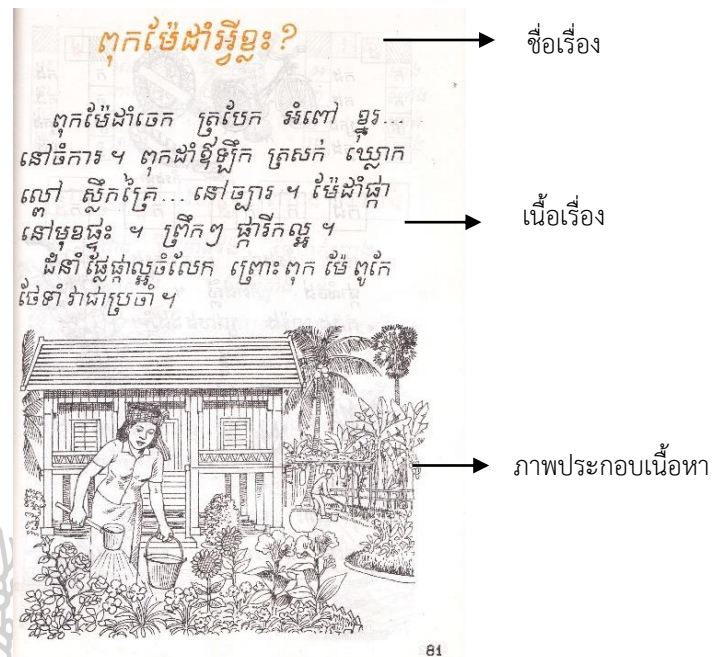 ពុកម៉ែដាំអ្វីខ្លះ?
ชื่อเรื่อง
ពុកម៉ែដាំចេក ត្របែក អំពៅ ខ្នុរ...
នៅចំការ ។ ពុកដាំឪឡឹក ត្រសក់ ឃ្លោក
ល្ពៅ ស្លឹកគ្រៃ... នៅច្បារ ។ ម៉ែដាំផ្កា
នៅមុខផ្ទះ ។ ព្រឹកៗ ផ្ការីកល្អ ។
เนื้อเรื่อง
ដំនាំ ផ្លែផ្កាល្អចំលែក ព្រោះ ពុក ម៉ែ ពូកែ
ថែទាំ វាជាប្រចាំ ។
ภาพประกอบเนื้อหา
81